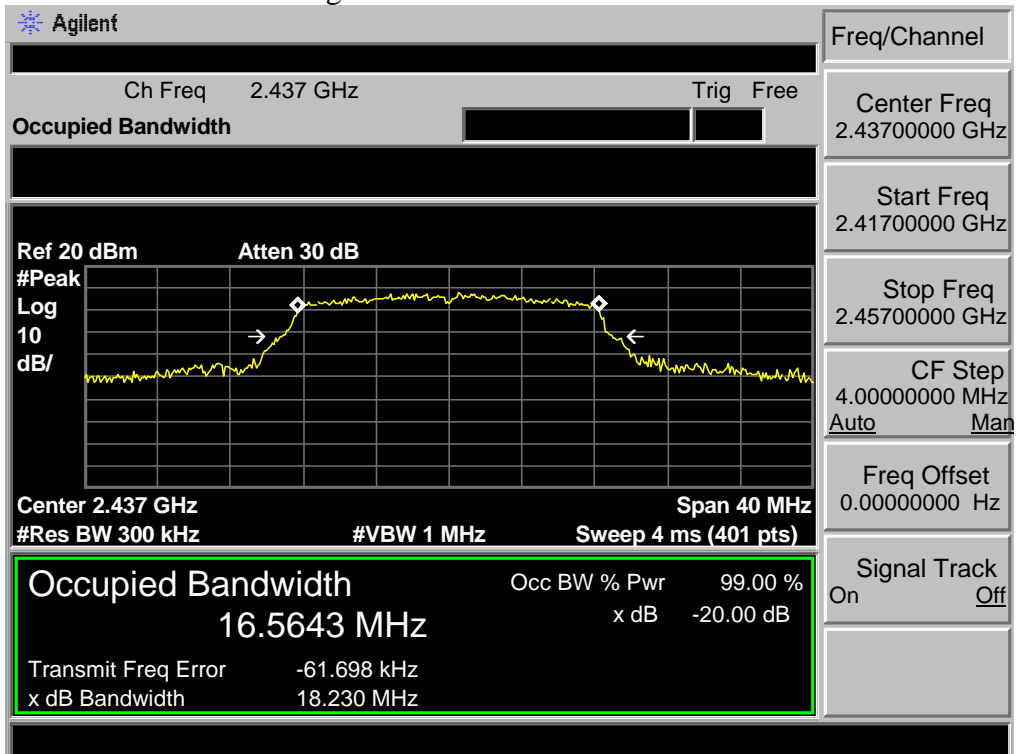 Agilent
Freq/Channel
Ch Freq 2.437 GHz Trig Free
Occupied Bandwidth
Center Freq
2.43700000 GHz
Start Freq
2.41700000 GHz
Ref 20 dBm Atten 30 dB
#Peak
Log
10
dB/
Stop Freq
2.45700000 GHz
CF Step
4.00000000 MHz
Auto Man
Freq Offset
0.00000000 Hz
Center 2.437 GHz Span 40 MHz
#Res BW 300 kHz #VBW 1 MHz Sweep 4 ms (401 pts)
Signal Track
On Off
Occupied Bandwidth Occ BW % Pwr 99.00 %
16.5643 MHz x dB -20.00 dB
Transmit Freq Error -61.698 kHz
x dB Bandwidth 18.230 MHz